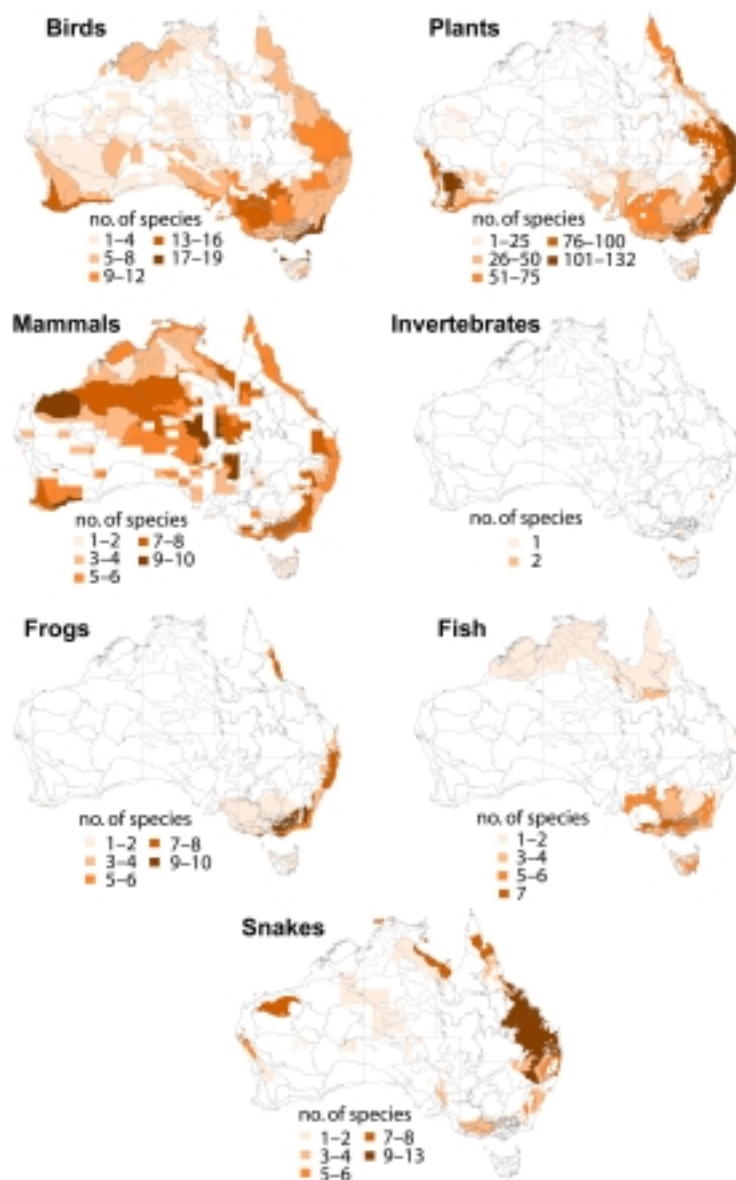 Birds
no. of species
1–4
13–16
5–8
17–19
9–12
Plants
no. of species
1–25
76–100
26–50
101–132
51–75
Mammals
no. of species
1–2
7–8
3–4
9–10
5–6
Invertebrates
no. of species
1
2
Frogs
no. of species
1–2
7–8
3–4
9–10
5–6
Fish
no. of species
1–2
3–4
5–6
7
Snakes
no. of species
1–2
7–8
3–4
9–13
5–6